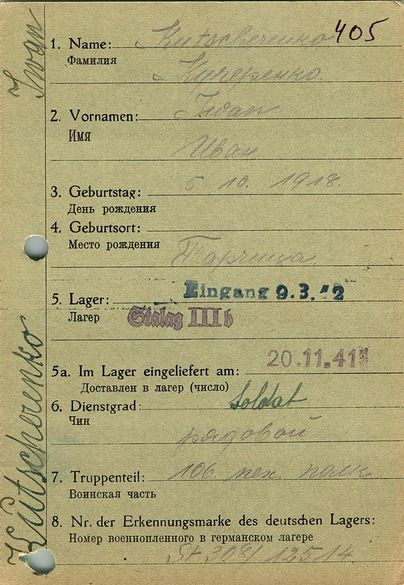 405
Iwan
Kutscherenko
1. Name: Kutscherenko
Фамилия
Кучеренко
2. Vornamen: Iwan
Имя
Иван
3. Geburtstag: 5 10. 1918.
День рождения
4. Geburtsort:
Место рождения
Eingang 9.3.42
5. Lager: Stalag III b
Лагерь
20.11.41
5a. Im Lager eingeliefert am:
Доставлен в лагерь (число)
6. Dienstgrad: Soldat
Чин
рядовой
7. Truppenteil: 106 пех. полк
Воинская часть
8. Nr. der Erkennungsmarke des deutschen Lagers:
Номер военнопленного в германском лагере
308/ 12514